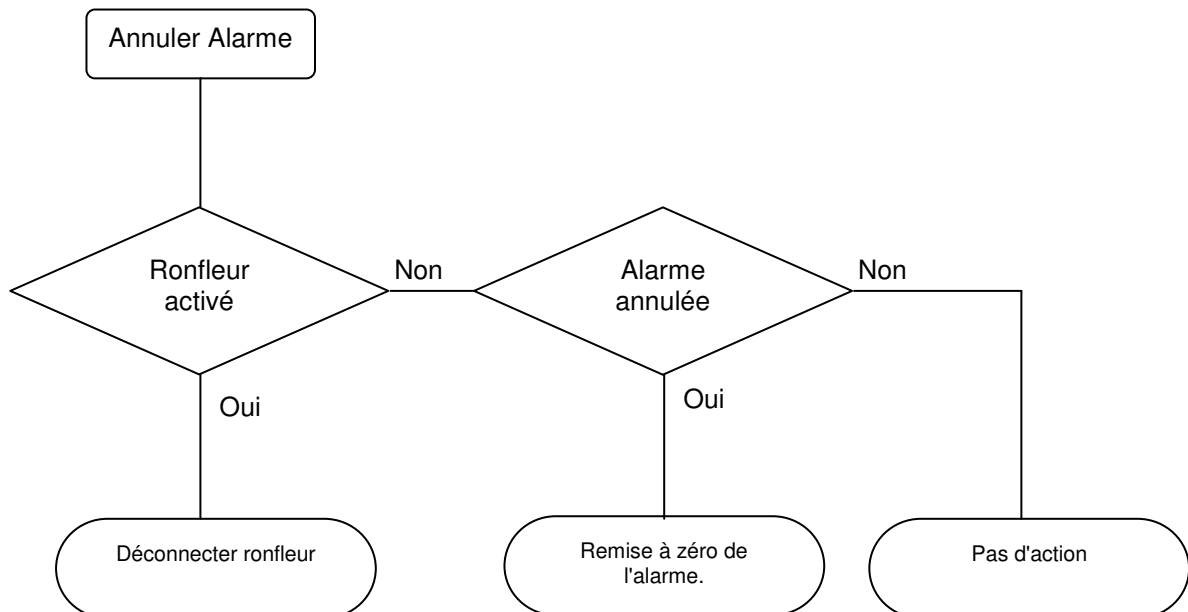 Annuler Alarme
Ronfleur
activé
Non
Alarme
annulée
Non
Oui
Oui
Déconnecter ronfleur
Remise à zéro de
l'alarme.
Pas d'action